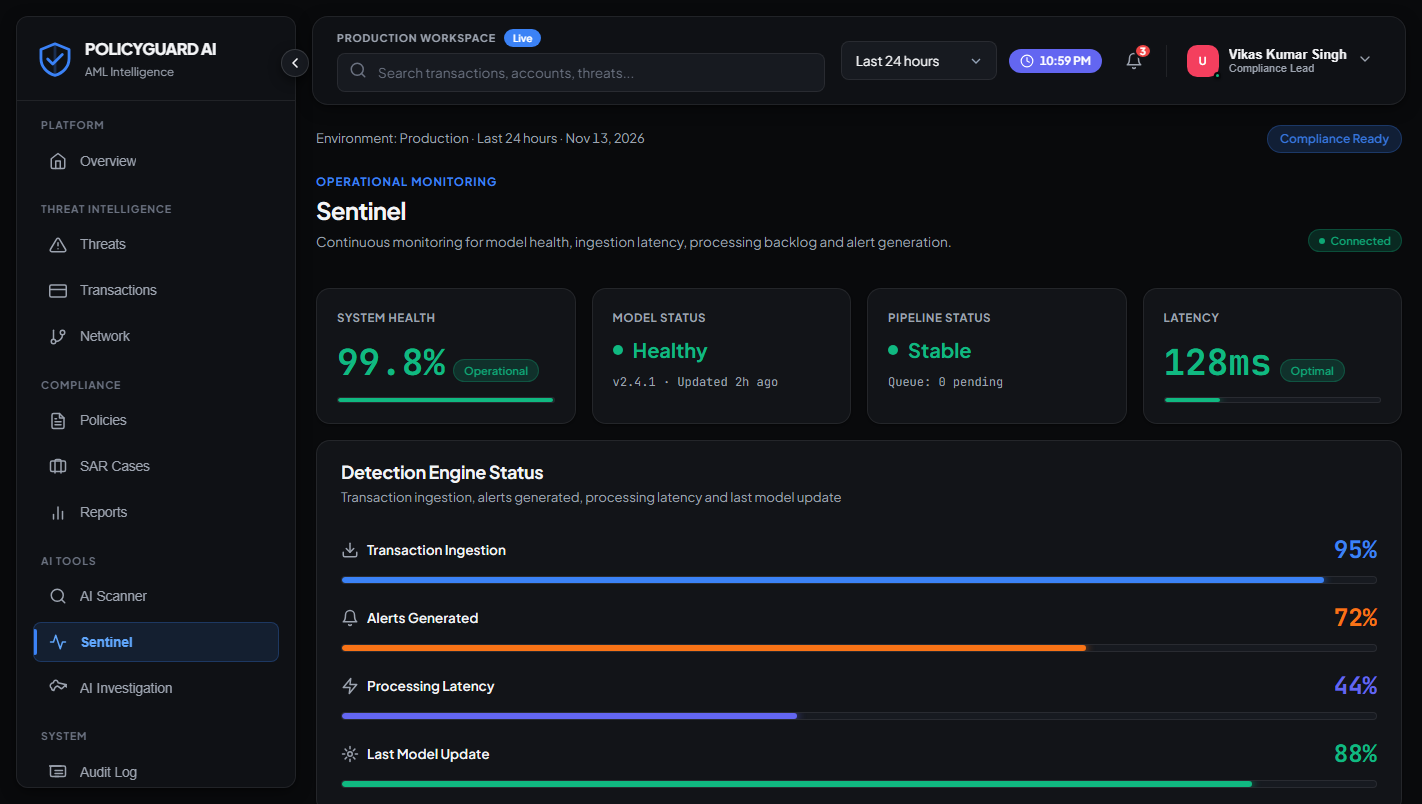 POLICYGUARD AI
AML Intelligence
PLATFORM
Overview
THREAT INTELLIGENCE
Threats
Transactions
Network
COMPLIANCE
Policies
SAR Cases
Reports
AI TOOLS
AI Scanner
Sentinel
AI Investigation
SYSTEM
Audit Log
PRODUCTION WORKSPACE Live
Search transactions, accounts, threats...
Last 24 hours
10:59 PM
3
U
Vikas Kumar Singh
Compliance Lead
Environment: Production · Last 24 hours · Nov 13, 2026
Compliance Ready
OPERATIONAL MONITORING
Sentinel
Continuous monitoring for model health, ingestion latency, processing backlog and alert generation.
Connected
SYSTEM HEALTH
99.8% Operational
MODEL STATUS
Healthy
v2.4.1 · Updated 2h ago
PIPELINE STATUS
Stable
Queue: 0 pending
LATENCY
128ms Optimal
Detection Engine Status
Transaction ingestion, alerts generated, processing latency and last model update
Transaction Ingestion 95%
Alerts Generated 72%
Processing Latency 44%
Last Model Update 88%